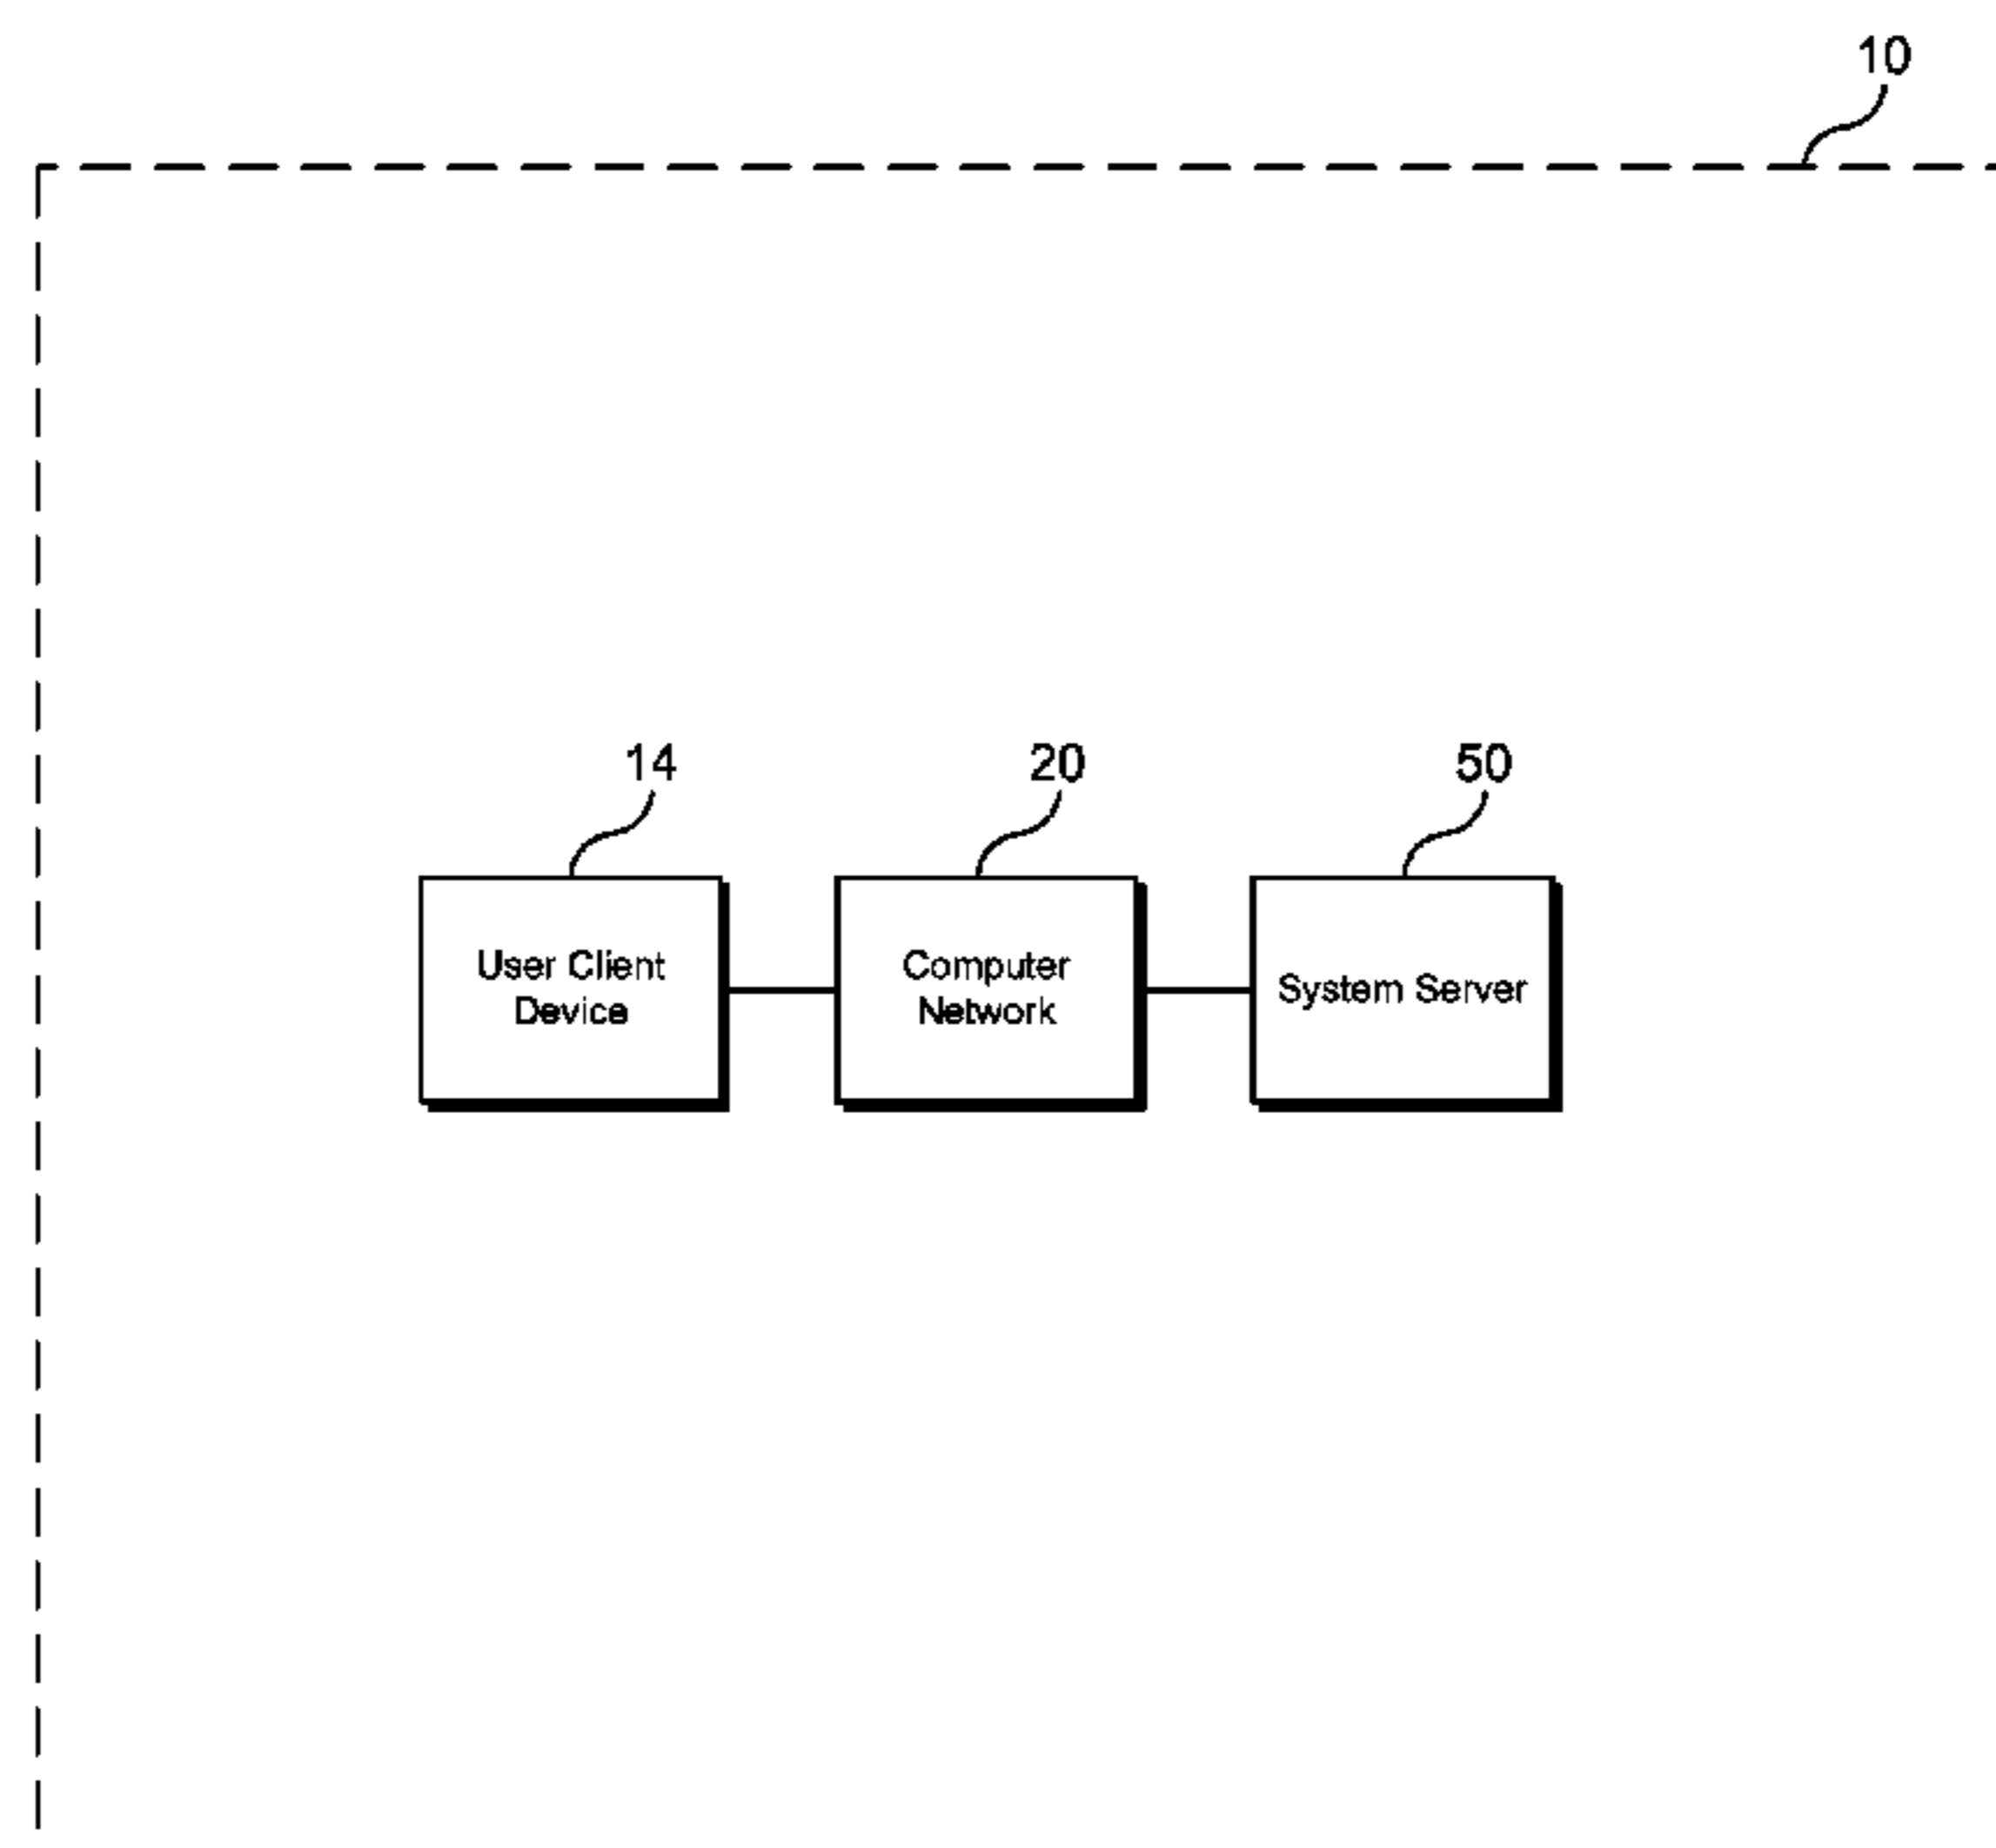 10
14
20
50
User Client
Device
Computer
Network
System Server